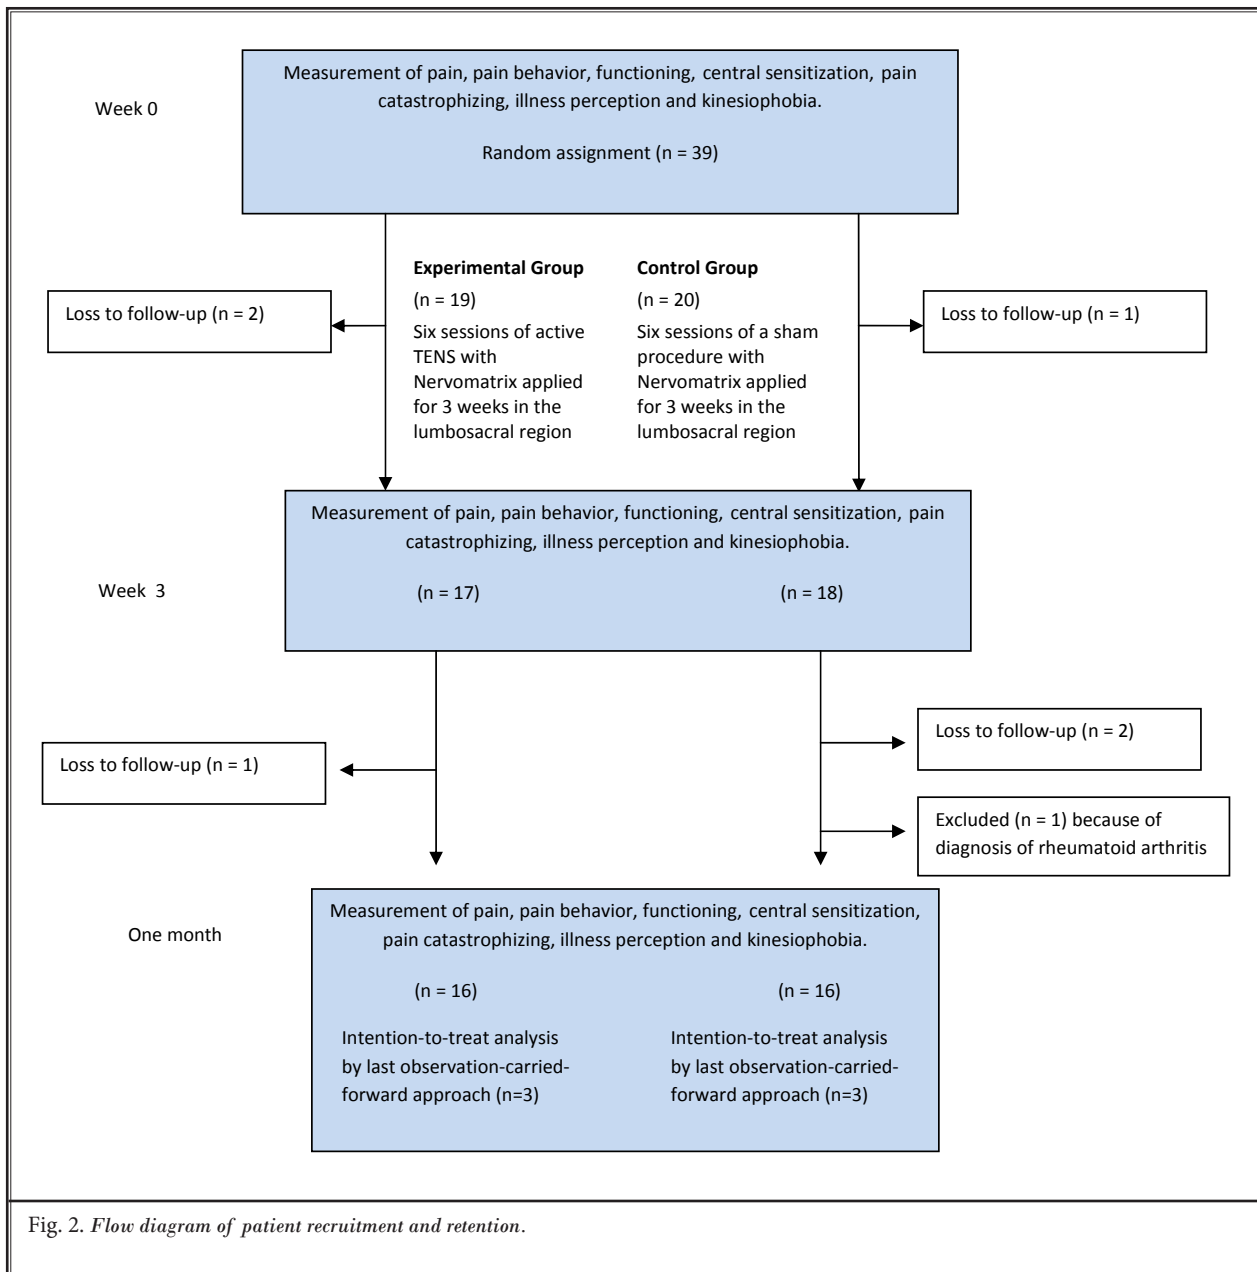 Week 0
Measurement of pain, pain behavior, functioning, central sensitization, pain
catastrophizing, illness perception and kinesiophobia.
Random assignment (n = 39)
Loss to follow-up (n = 2)
Experimental Group
(n = 19)
Six sessions of active
TENS with
Nervomatrix applied
for 3 weeks in the
lumbosacral region
Control Group
(n = 20)
Six sessions of a sham
procedure with
Nervomatrix applied
for 3 weeks in the
lumbosacral region
Loss to follow-up (n = 1)
Week 3
Measurement of pain, pain behavior, functioning, central sensitization, pain
catastrophizing, illness perception and kinesiophobia.
(n = 17)
(n = 18)
Loss to follow-up (n = 1)
Loss to follow-up (n = 2)
Excluded (n = 1) because of
diagnosis of rheumatoid arthritis
One month
Measurement of pain, pain behavior, functioning, central sensitization,
pain catastrophizing, illness perception and kinesiophobia.
(n = 16)
(n = 16)
Intention-to-treat analysis
by last observation-carried-
forward approach (n=3)
Intention-to-treat analysis
by last observation-carried-
forward approach (n=3)
Fig. 2. Flow diagram of patient recruitment and retention.